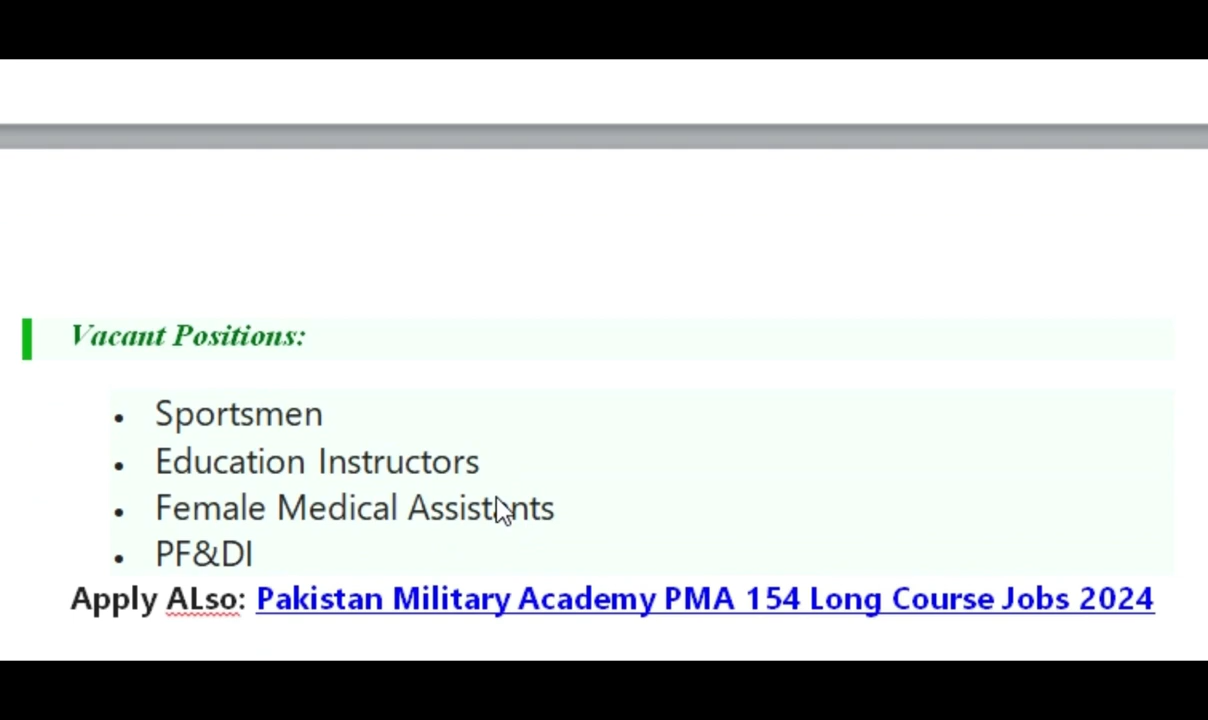 Vacant Positions:
• Sportsmen
• Education Instructors
• Female Medical Assistants
• PF&DI
Apply ALso: Pakistan Military Academy PMA 154 Long Course Jobs 2024